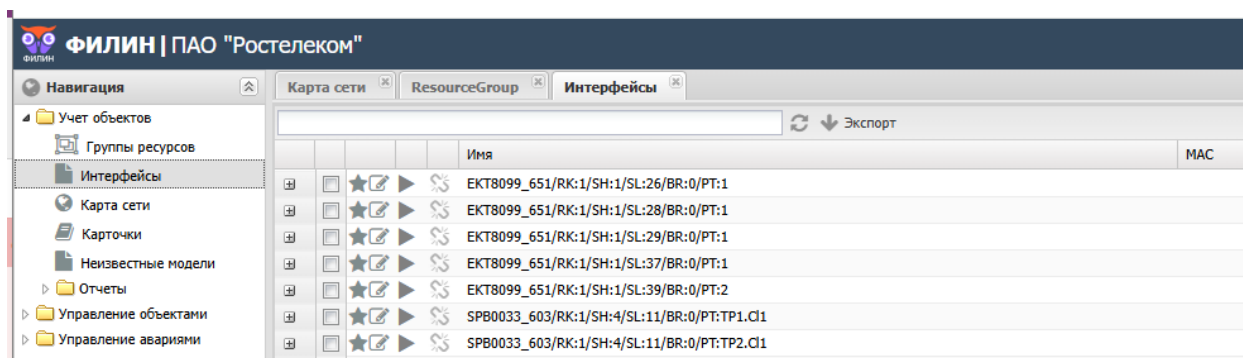 ФИЛИН | ПАО "Ростелеком"
ФИЛИН
Навигация
Карта сети ResourceGroup Интерфейсы
Учет объектов
Экспорт
Группы ресурсов
Имя MAC
Интерфейсы
EKT8099_651/RK:1/SH:1/SL:26/BR:0/PT:1
Карта сети
EKT8099_651/RK:1/SH:1/SL:28/BR:0/PT:1
Карточки
EKT8099_651/RK:1/SH:1/SL:29/BR:0/PT:1
Неизвестные модели
EKT8099_651/RK:1/SH:1/SL:37/BR:0/PT:1
Отчеты
EKT8099_651/RK:1/SH:1/SL:39/BR:0/PT:2
Управление объектами
SPB0033_603/RK:1/SH:4/SL:11/BR:0/PT:TP1.Cl1
Управление авариями
SPB0033_603/RK:1/SH:4/SL:11/BR:0/PT:TP2.Cl1